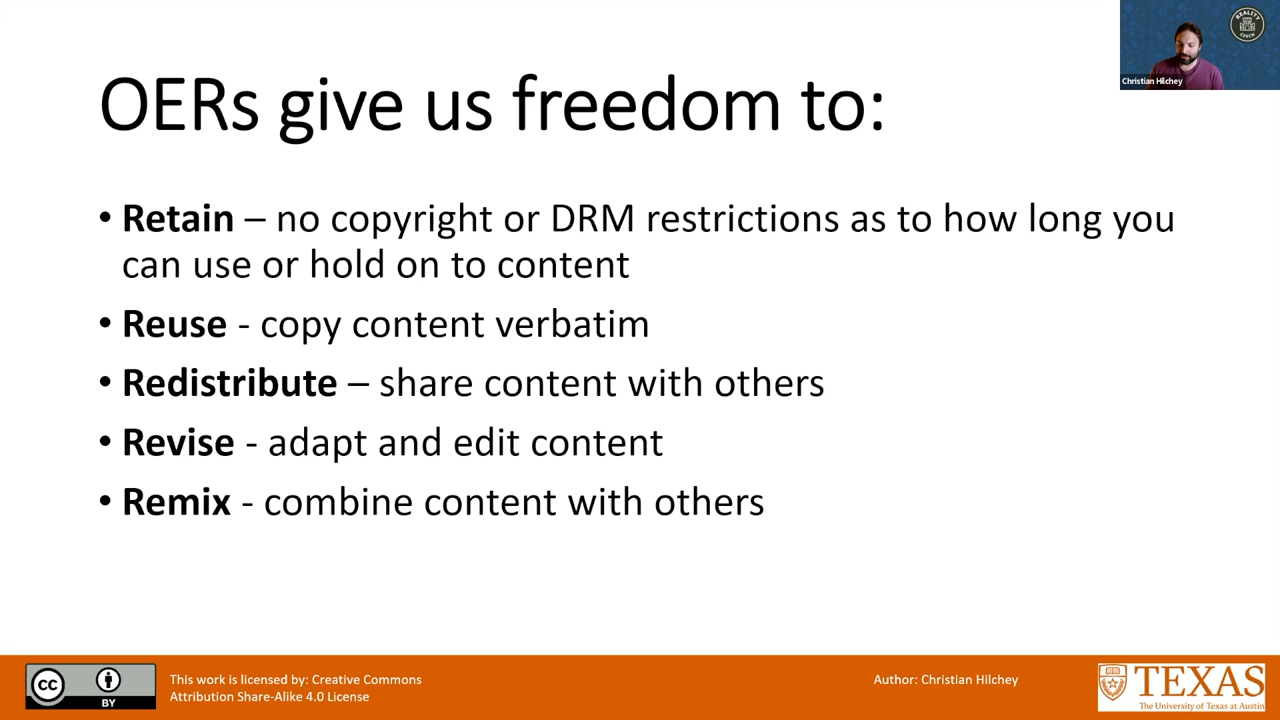 OERs give us freedom to:
• Retain – no copyright or DRM restrictions as to how long you
can use or hold on to content
• Reuse - copy content verbatim
• Redistribute – share content with others
• Revise - adapt and edit content
• Remix - combine content with others
REALITY
CZECH
Christian Hilchey
CC
BY
This work is licensed by: Creative Commons
Attribution Share-Alike 4.0 License
Author: Christian Hilchey
TEXAS
The University of Texas at Austin